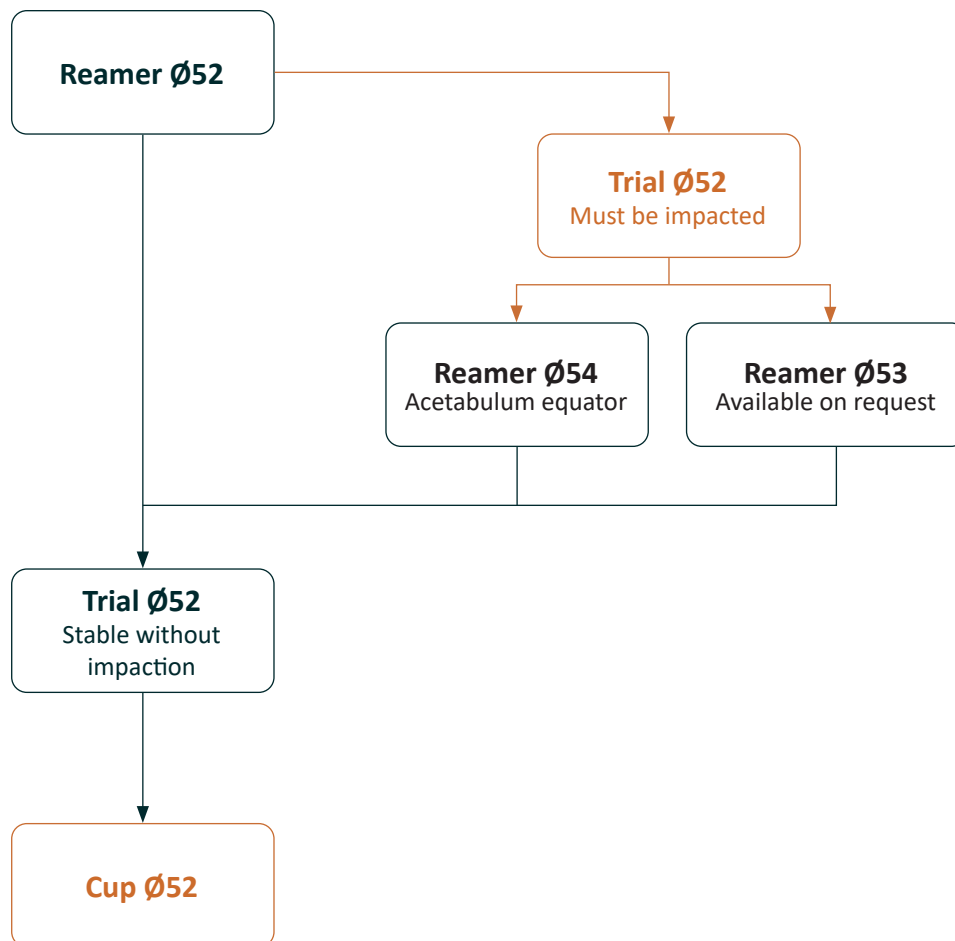 Reamer Ø52
Trial Ø52
Must be impacted
Reamer Ø54
Acetabulum equator
Reamer Ø53
Available on request
Trial Ø52
Stable without
impaction
Cup Ø52